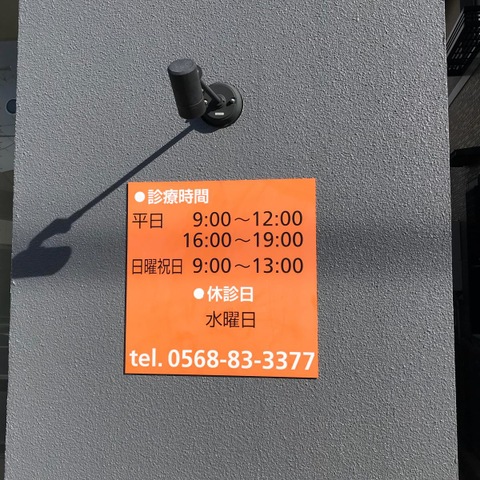 ●診療時間
平日 9:00～12:00
16:00～19:00
日曜祝日 9:00～13:00
●休診日
水曜日
tel. 0568-83-3377